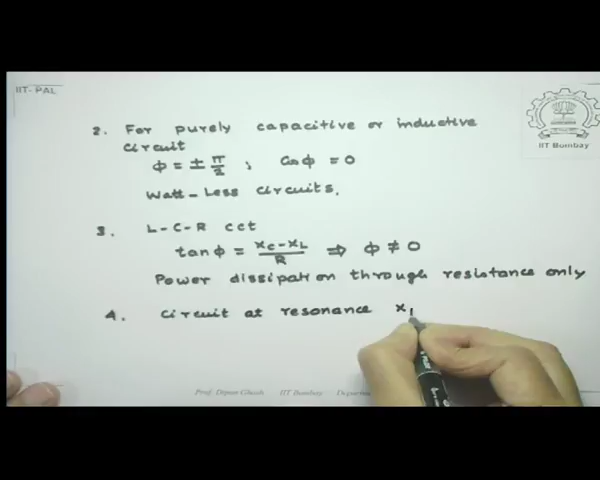 IIT-PAL
2. For purely capacitive or inductive
circuit
φ = ± π/2 , cos φ = 0
Watt-Less circuits.
3. L-C-R cct
tan φ = (xC - xL)/R ⇒ φ ≠ 0
Power dissipation through resistance only
4. Circuit at resonance x
IIT Bombay
Prof. Dipan Ghosh IIT Bombay